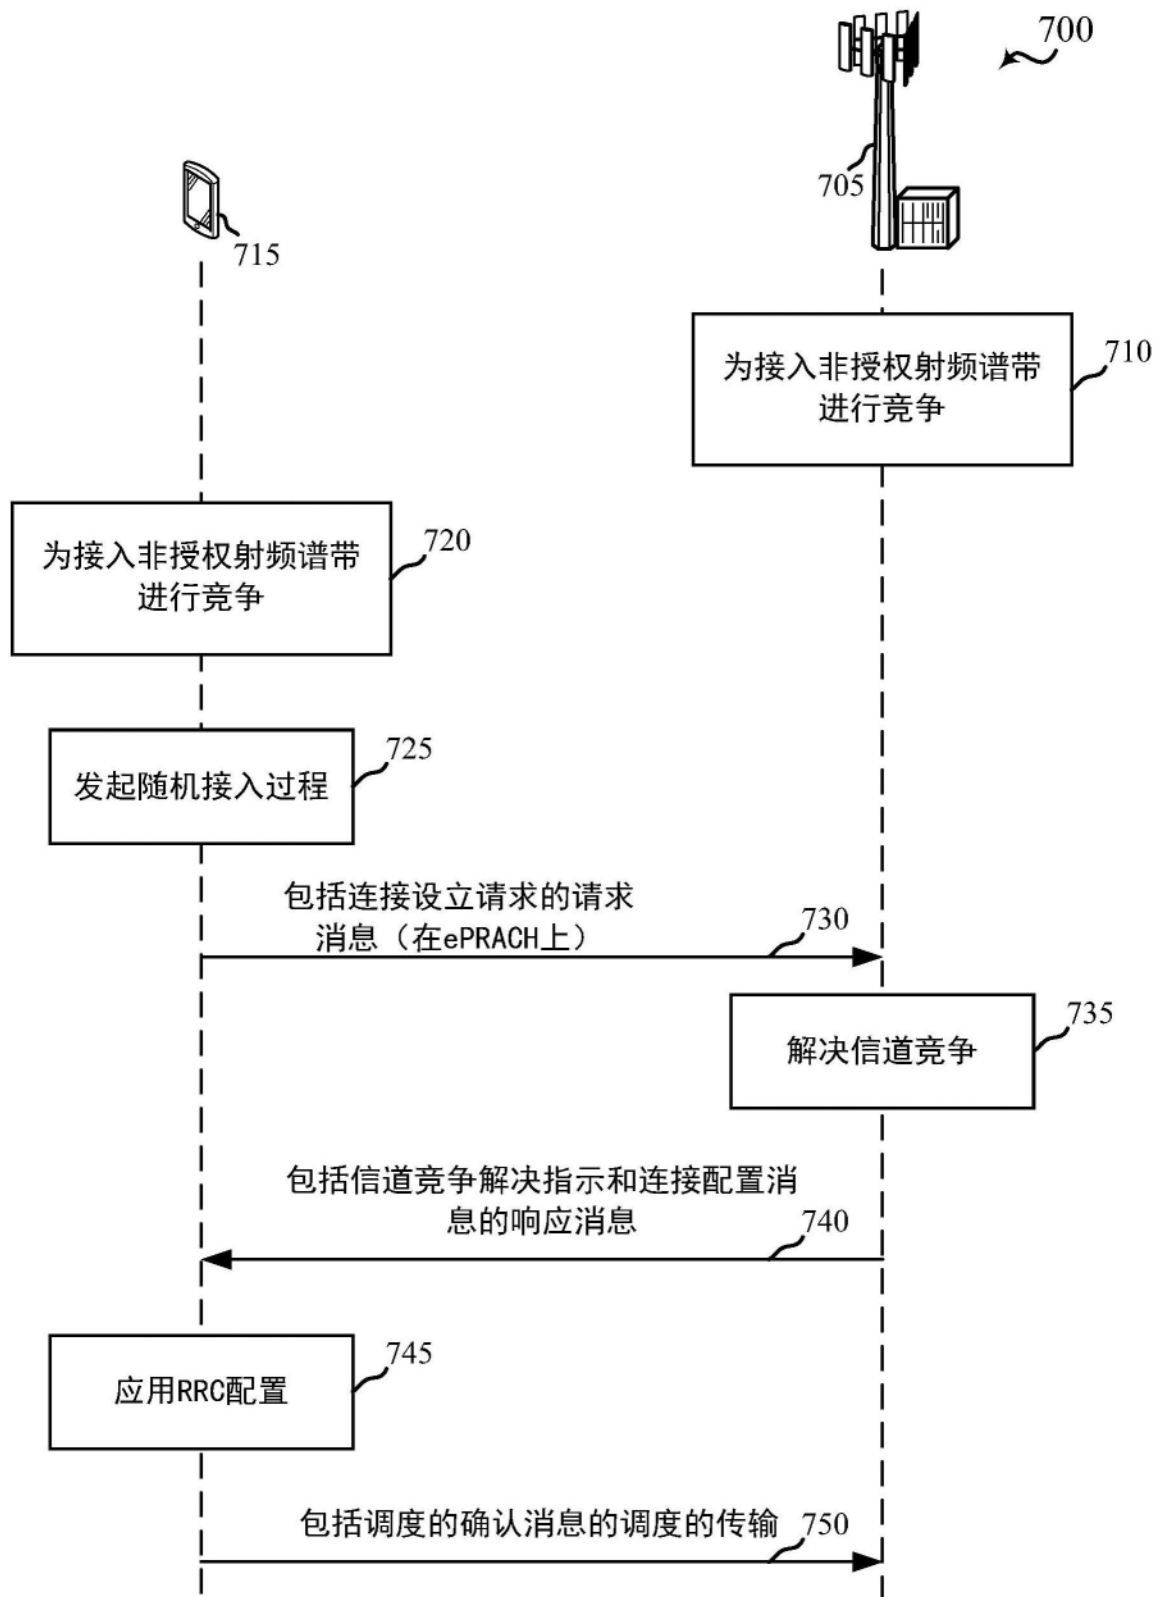 700
705
715
为接入非授权射频谱带
进行竞争
710
为接入非授权射频谱带
进行竞争
720
发起随机接入过程
725
包括连接设立请求的请求
消息（在ePRACH上）
730
解决信道竞争
735
包括信道竞争解决指示和连接配置消
息的响应消息
740
应用RRC配置
745
包括调度的确认消息的调度的传输
750